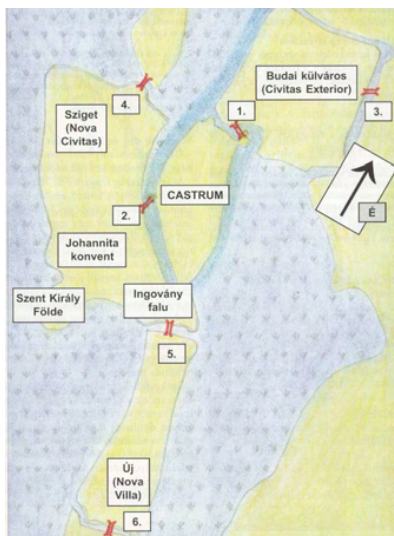 Budai külváros
(Civitas Exterior)
1.
3.
4.
Sziget
(Nova
Civitas)
É
CASTRUM
2.
Johannita
konvent
Szent Király
Földe
Ingovány
falu
5.
Új
(Nova
Villa)
6.